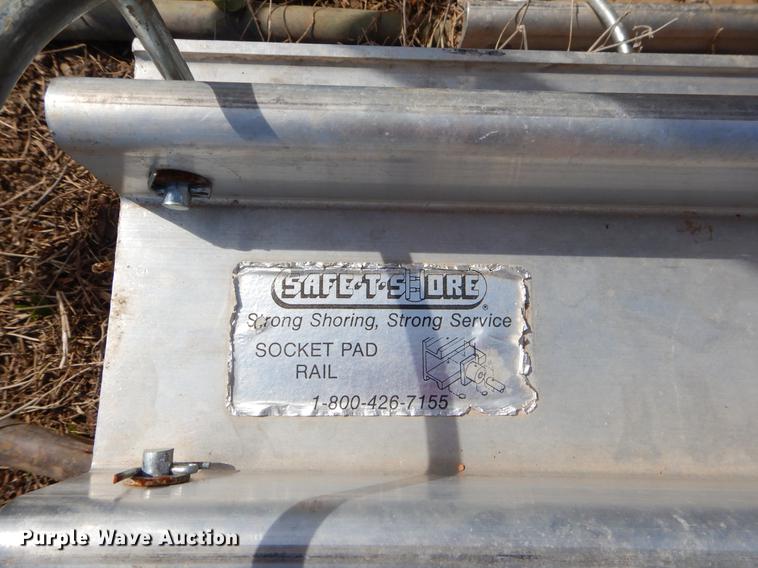 SAFE-T-SHORE
®
Strong Shoring, Strong Service
SOCKET PAD
RAIL
1-800-426-7155
Purple Wave Auction